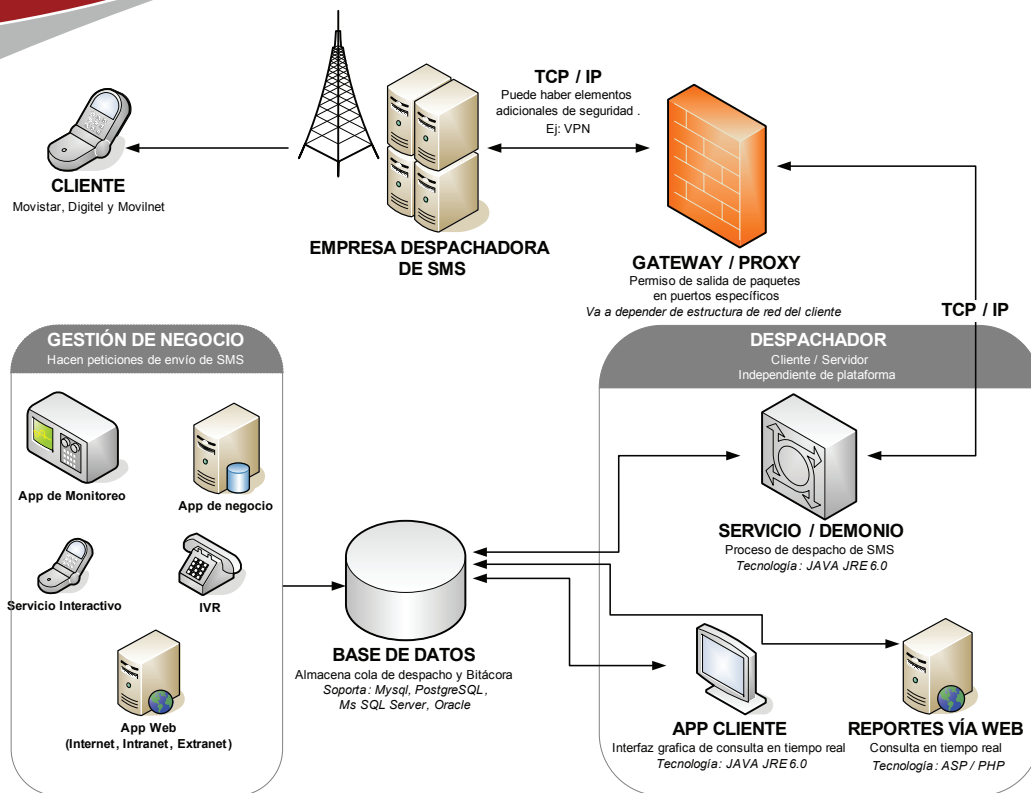 TCP / IP
Puede haber elementos
adicionales de seguridad .
Ej: VPN
CLIENTE
Movistar, Digitel y Movilnet
EMPRESA DESPACHADORA
DE SMS
GATEWAY / PROXY
Permiso de salida de paquetes
en puertos específicos
Va a depender de estructura de red del cliente
TCP / IP
GESTIÓN DE NEGOCIO
Hacen peticiones de envío de SMS
App de Monitoreo
App de negocio
Servicio Interactivo
IVR
App Web
(Internet, Intranet, Extranet)
BASE DE DATOS
Almacena cola de despacho y Bitácora
Soporta: Mysql, PostgreSQL,
Ms SQL Server, Oracle
DESPACHADOR
Cliente / Servidor
Independiente de plataforma
SERVICIO / DEMONIO
Proceso de despacho de SMS
Tecnología: JAVA JRE 6.0
APP CLIENTE
Interfaz grafica de consulta en tiempo real
Tecnología: JAVA JRE 6.0
REPORTES VÍA WEB
Consulta en tiempo real
Tecnología: ASP / PHP